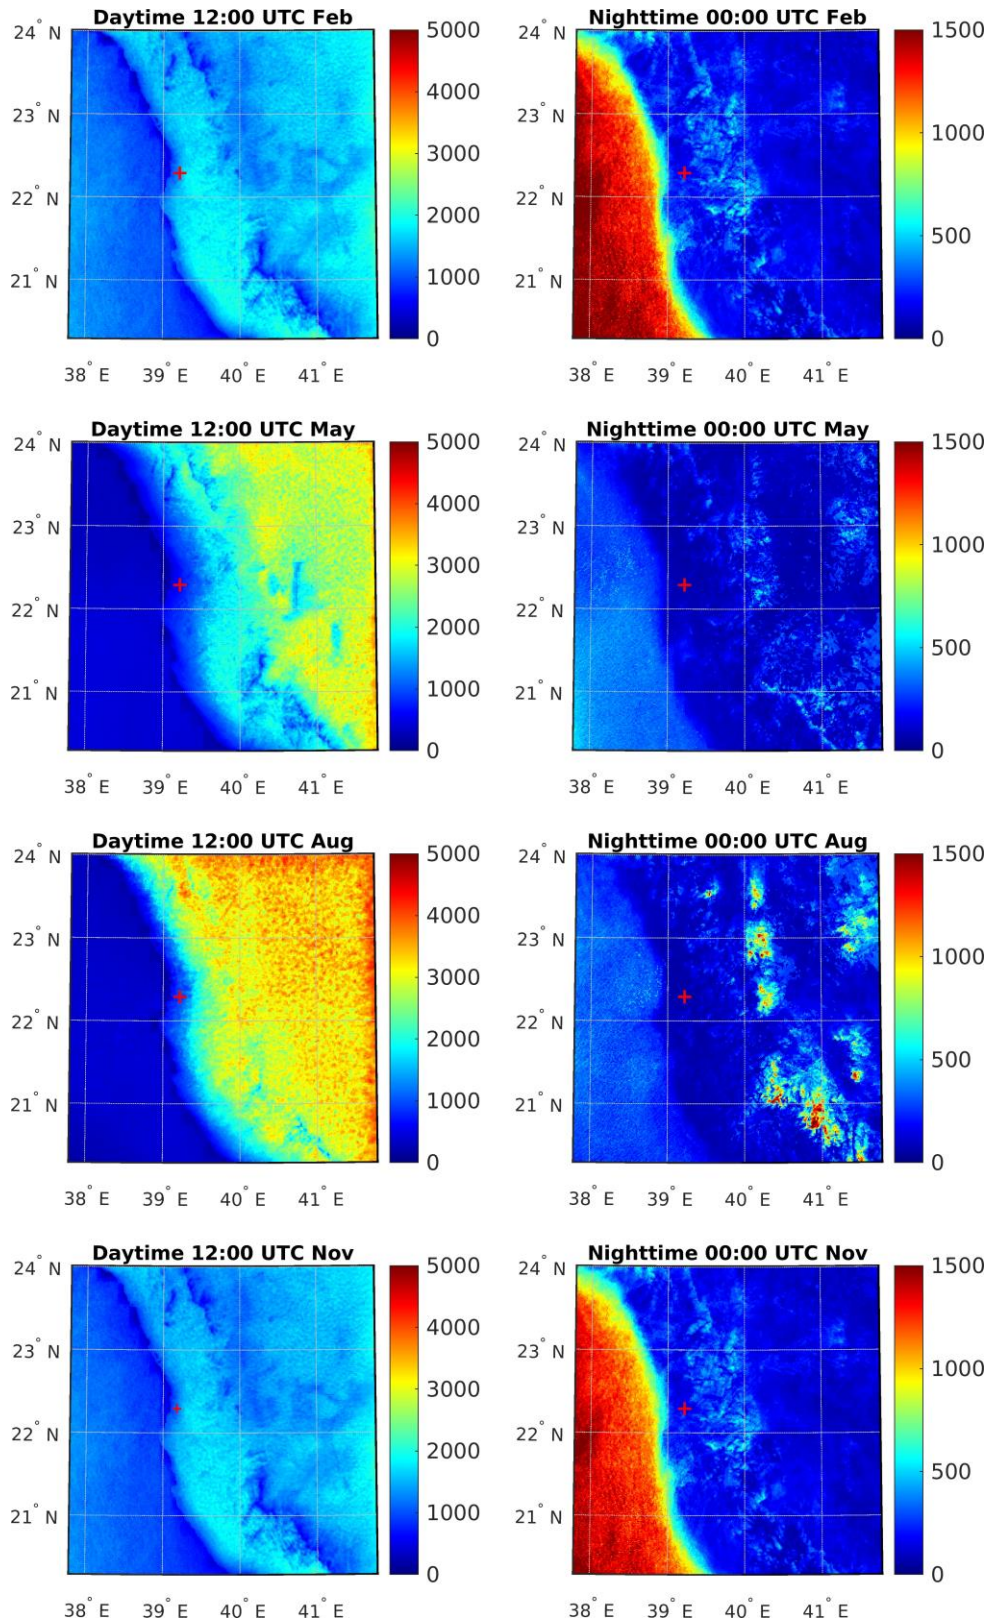 Daytime 12:00 UTC Feb
Nighttime 00:00 UTC Feb
24° N
23° N
22° N
21° N
38° E
39° E
40° E
41° E
5000
4000
3000
2000
1000
0
24° N
23° N
22° N
21° N
38° E
39° E
40° E
41° E
1500
1000
500
0
Daytime 12:00 UTC May
Nighttime 00:00 UTC May
24° N
23° N
22° N
21° N
38° E
39° E
40° E
41° E
5000
4000
3000
2000
1000
0
24° N
23° N
22° N
21° N
38° E
39° E
40° E
41° E
1500
1000
500
0
Daytime 12:00 UTC Aug
Nighttime 00:00 UTC Aug
24° N
23° N
22° N
21° N
38° E
39° E
40° E
41° E
5000
4000
3000
2000
1000
0
24° N
23° N
22° N
21° N
38° E
39° E
40° E
41° E
1500
1000
500
0
Daytime 12:00 UTC Nov
Nighttime 00:00 UTC Nov
24° N
23° N
22° N
21° N
38° E
39° E
40° E
41° E
5000
4000
3000
2000
1000
0
24° N
23° N
22° N
21° N
38° E
39° E
40° E
41° E
1500
1000
500
0